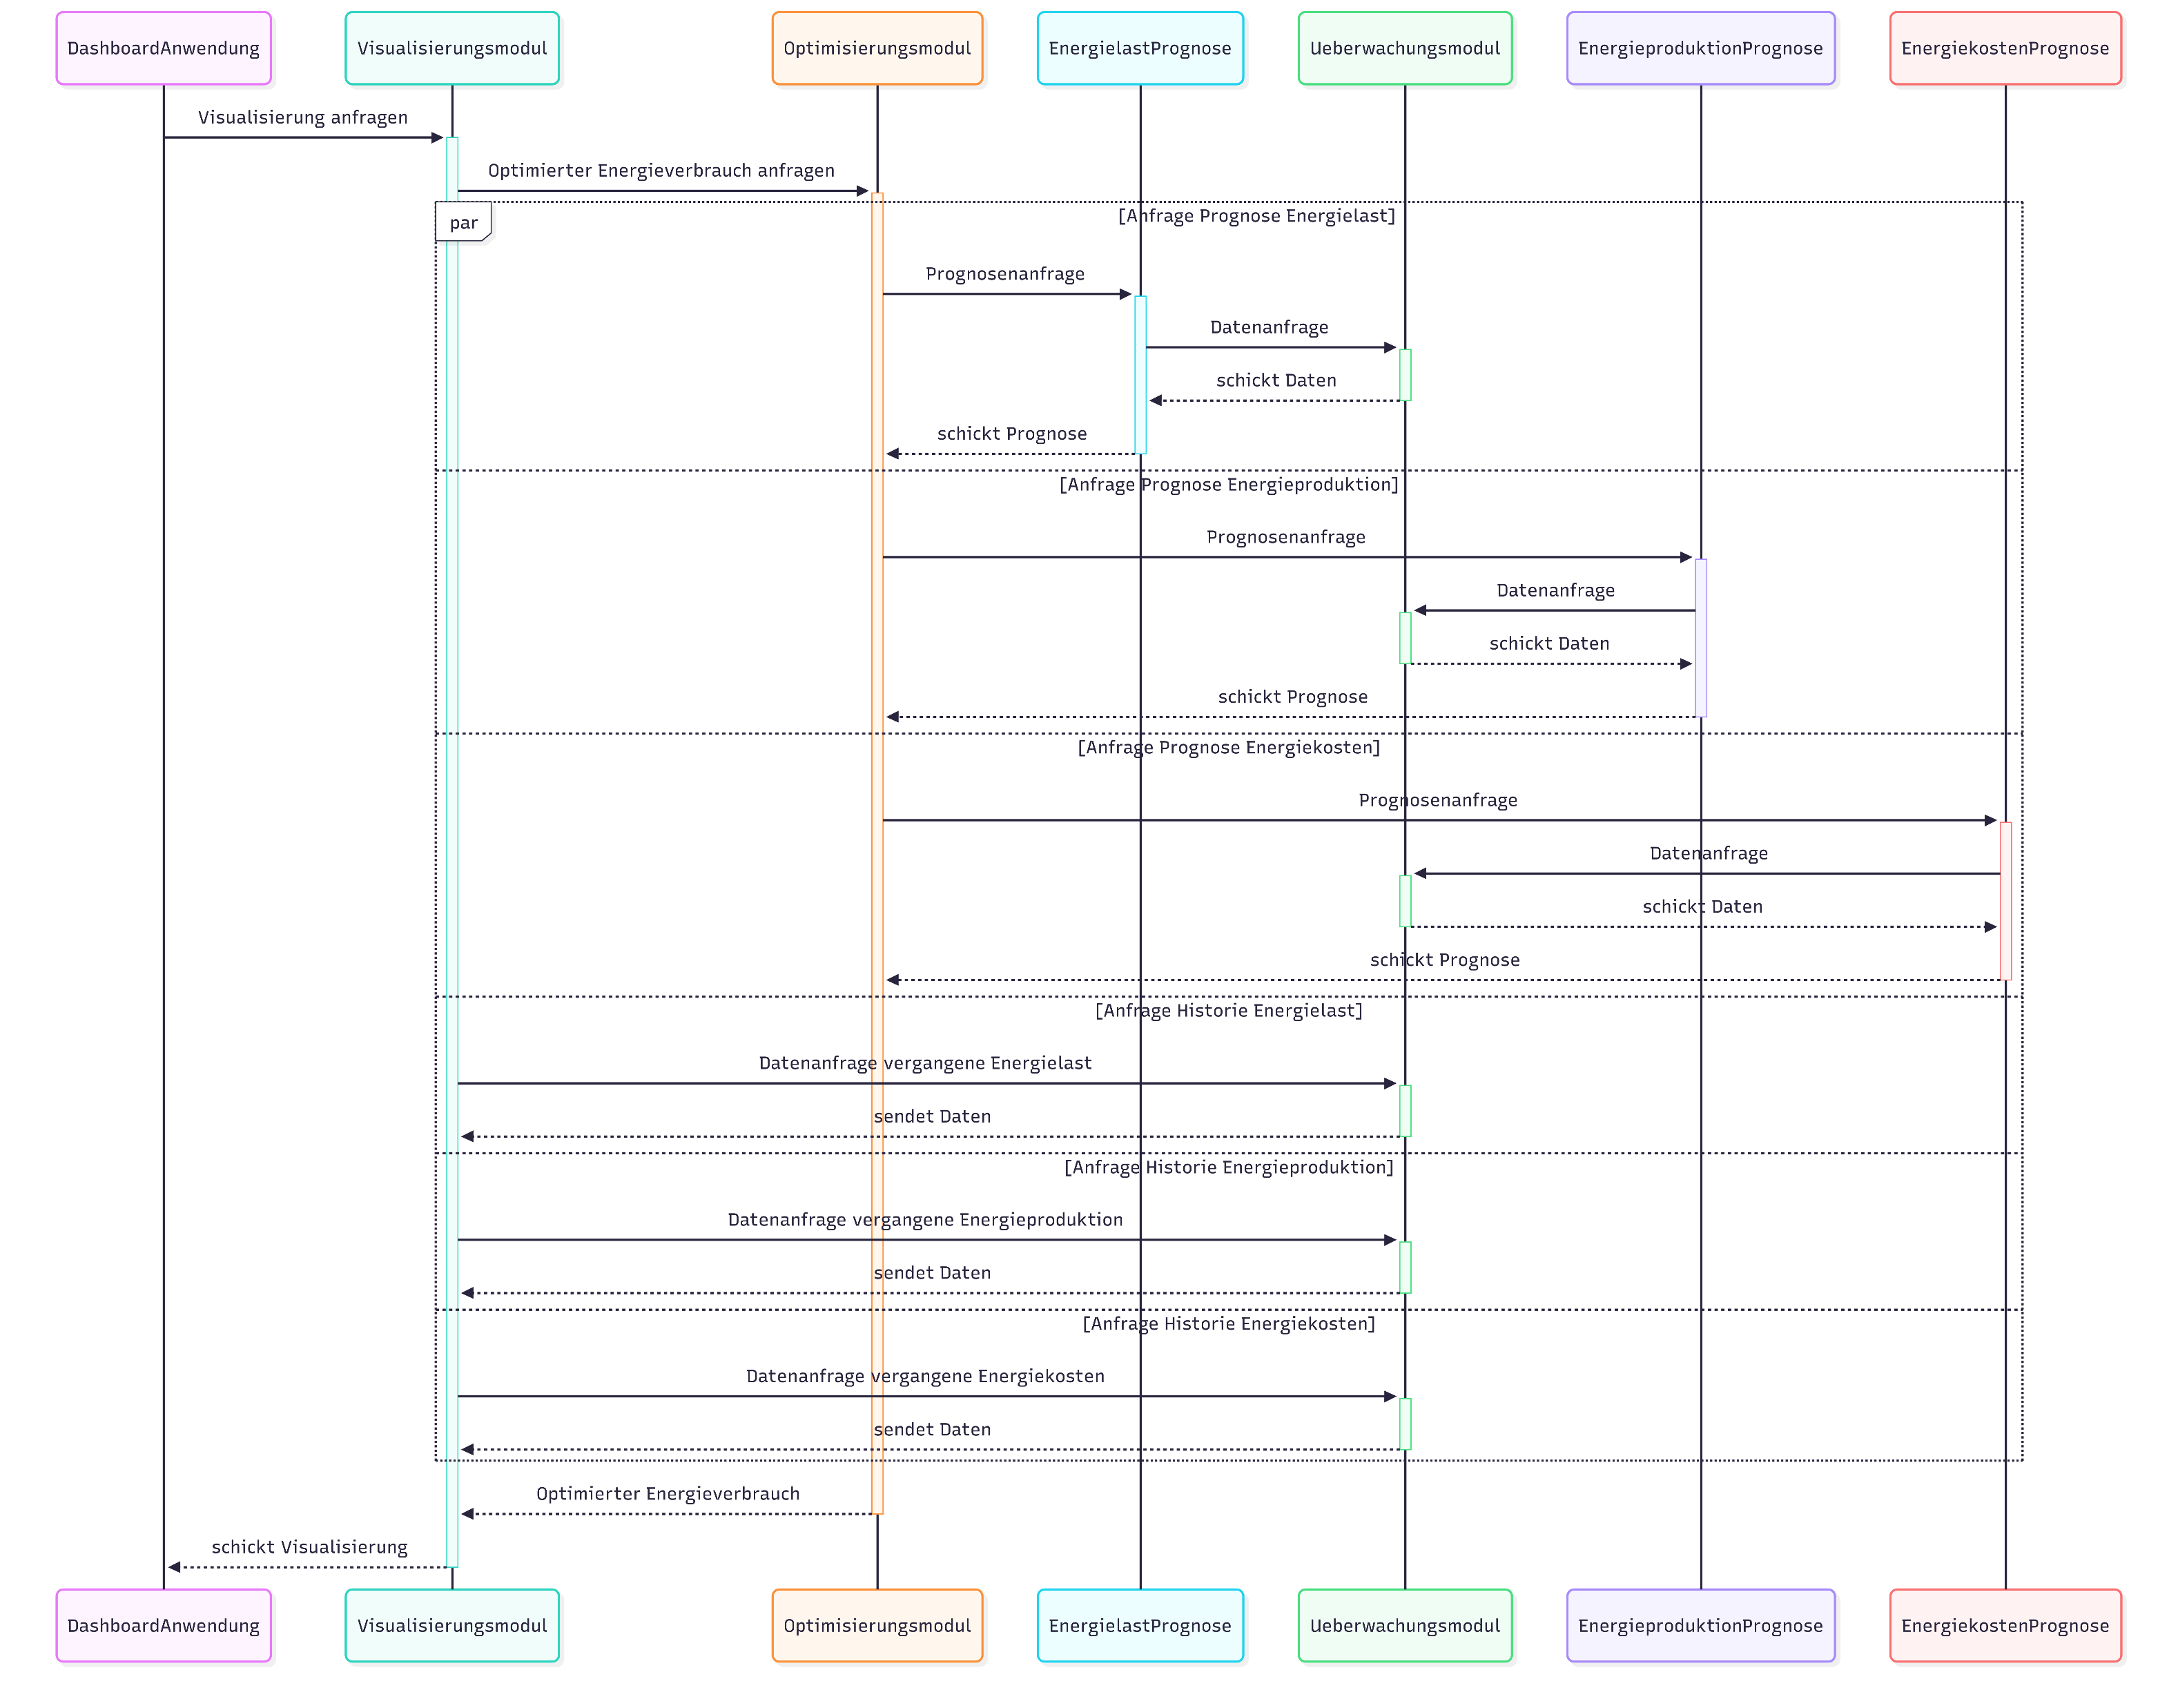 DashboardAnwendung
Visualisierungsmodul
Optimisierungsmodul
EnergielastPrognose
Ueberwachungsmodul
EnergieproduktionPrognose
EnergiekostenPrognose
Visualisierung anfragen
Optimierter Energieverbrauch anfragen
par
[Anfrage Prognose Energielast]
Prognosenanfrage
Datenanfrage
schickt Daten
schickt Prognose
[Anfrage Prognose Energieproduktion]
Prognosenanfrage
Datenanfrage
schickt Daten
schickt Prognose
[Anfrage Prognose Energiekosten]
Prognosenanfrage
Datenanfrage
schickt Daten
schickt Prognose
[Anfrage Historie Energielast]
Datenanfrage vergangene Energielast
sendet Daten
[Anfrage Historie Energieproduktion]
Datenanfrage vergangene Energieproduktion
sendet Daten
[Anfrage Historie Energiekosten]
Datenanfrage vergangene Energiekosten
sendet Daten
Optimierter Energieverbrauch
schickt Visualisierung
DashboardAnwendung
Visualisierungsmodul
Optimisierungsmodul
EnergielastPrognose
Ueberwachungsmodul
EnergieproduktionPrognose
EnergiekostenPrognose